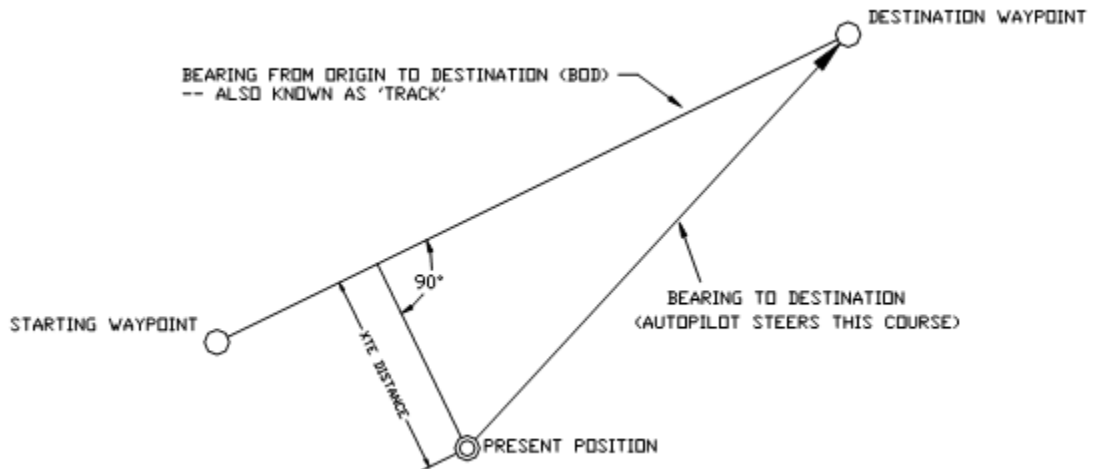 DESTINATION WAYPOINT
BEARING FROM ORIGIN TO DESTINATION (BOD)
-- ALSO KNOWN AS 'TRACK'
90°
BEARING TO DESTINATION
(AUTOPILOT STEERS THIS COURSE)
STARTING WAYPOINT
XTE DISTANCE
PRESENT POSITION